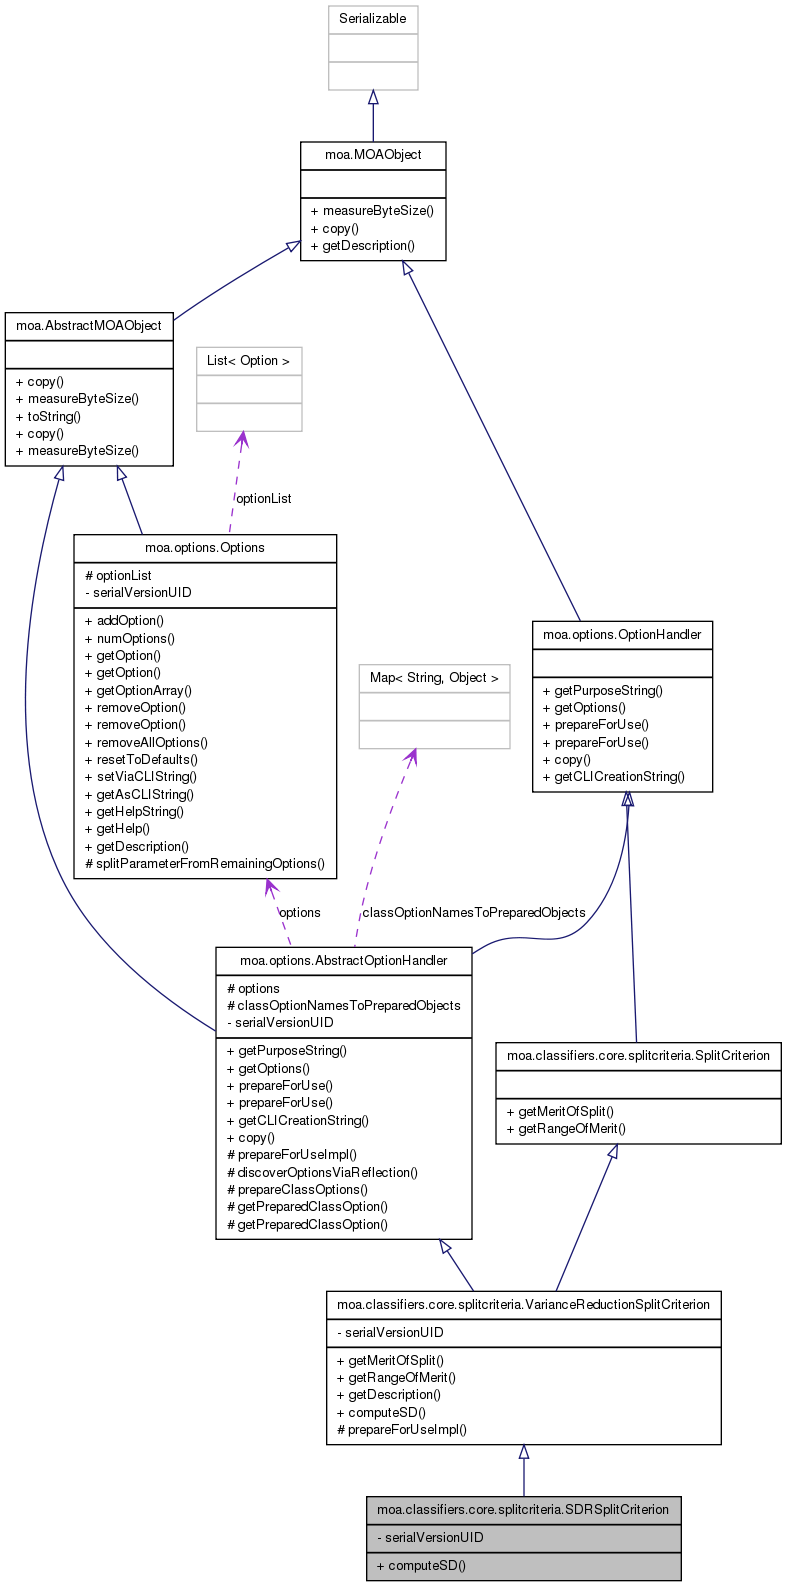 Serializable
moa.MOAObject
+ measureByteSize()
+ copy()
+ getDescription()
moa.AbstractMOAObject
+ copy()
+ measureByteSize()
+ toString()
+ copy()
+ measureByteSize()
List< Option >
optionList
moa.options.Options
# optionList
- serialVersionUID
+ addOption()
+ numOptions()
+ getOption()
+ getOption()
+ getOptionArray()
+ removeOption()
+ removeOption()
+ removeAllOptions()
+ resetToDefaults()
+ setViaCLIString()
+ getAsCLIString()
+ getHelpString()
+ getHelp()
+ getDescription()
# splitParameterFromRemainingOptions()
moa.options.OptionHandler
+ getPurposeString()
+ getOptions()
+ prepareForUse()
+ prepareForUse()
+ copy()
+ getCLICreationString()
Map< String, Object >
options
classOptionNamesToPreparedObjects
moa.options.AbstractOptionHandler
# options
# classOptionNamesToPreparedObjects
- serialVersionUID
+ getPurposeString()
+ getOptions()
+ prepareForUse()
+ prepareForUse()
+ getCLICreationString()
+ copy()
# prepareForUseImpl()
# discoverOptionsViaReflection()
# prepareClassOptions()
# getPreparedClassOption()
# getPreparedClassOption()
moa.classifiers.core.splitcriteria.SplitCriterion
+ getMeritOfSplit()
+ getRangeOfMerit()
moa.classifiers.core.splitcriteria.VarianceReductionSplitCriterion
- serialVersionUID
+ getMeritOfSplit()
+ getRangeOfMerit()
+ getDescription()
+ computeSD()
# prepareForUseImpl()
moa.classifiers.core.splitcriteria.SDRSplitCriterion
- serialVersionUID
+ computeSD()